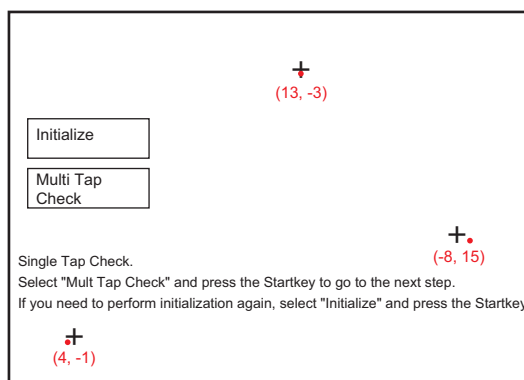 (13, -3)
Initialize
Multi Tap
Check
(-8, 15)
Single Tap Check.
Select "Mult Tap Check" and press the Startkey to go to the next step.
If you need to perform initialization again, select "Initialize" and press the Startkey
(4, -1)